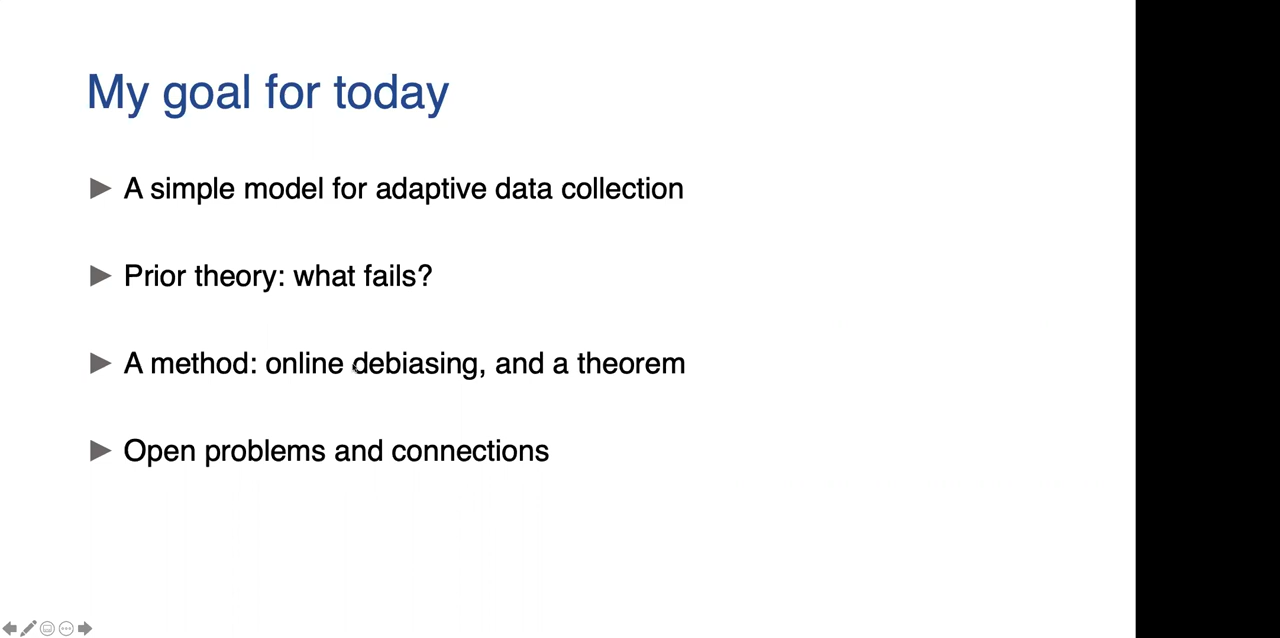 My goal for today
A simple model for adaptive data collection
Prior theory: what fails?
A method: online debiasing, and a theorem
Open problems and connections